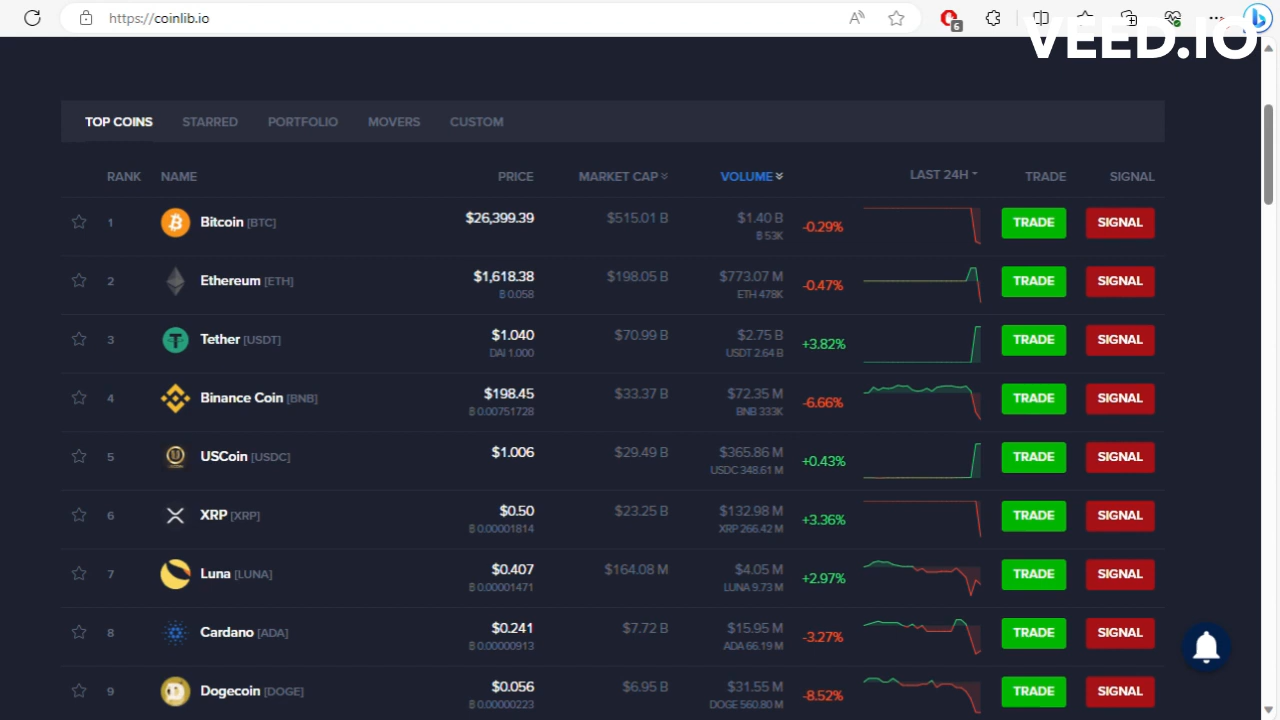 https://coinlib.io
A
6
VEED.IO
TOP COINS STARRED PORTFOLIO MOVERS CUSTOM
RANK NAME PRICE MARKET CAP VOLUME LAST 24H TRADE SIGNAL
1 Bitcoin [BTC] $26,399.39 $515.01 B $1.40 B -0.29% TRADE SIGNAL
฿ 53K
2 Ethereum [ETH] $1,618.38 $198.05 B $773.07 M -0.47% TRADE SIGNAL
฿ 0.058 ETH 478K
3 Tether [USDT] $1.040 $70.99 B $2.75 B +3.82% TRADE SIGNAL
DAI 1.000 USDT 2.64 B
4 Binance Coin [BNB] $198.45 $33.37 B $72.35 M -6.66% TRADE SIGNAL
฿ 0.00751728 BNB 333K
5 USCoin [USDC] $1.006 $29.49 B $365.86 M +0.43% TRADE SIGNAL
USDC 348.61 M
6 XRP [XRP] $0.50 $23.25 B $132.98 M +3.36% TRADE SIGNAL
฿ 0.00001814 XRP 266.42 M
7 Luna [LUNA] $0.407 $164.08 M $4.05 M +2.97% TRADE SIGNAL
฿ 0.00001471 LUNA 9.73 M
8 Cardano [ADA] $0.241 $7.72 B $15.95 M -3.27% TRADE SIGNAL
฿ 0.00000913 ADA 66.19 M
9 Dogecoin [DOGE] $0.056 $6.95 B $31.55 M -8.52% TRADE SIGNAL
฿ 0.00000223 DOGE 560.80 M